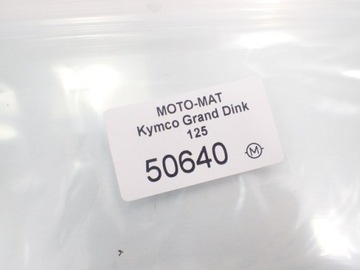 MOTO-MAT
Kymco Grand Dink
125
50640 M